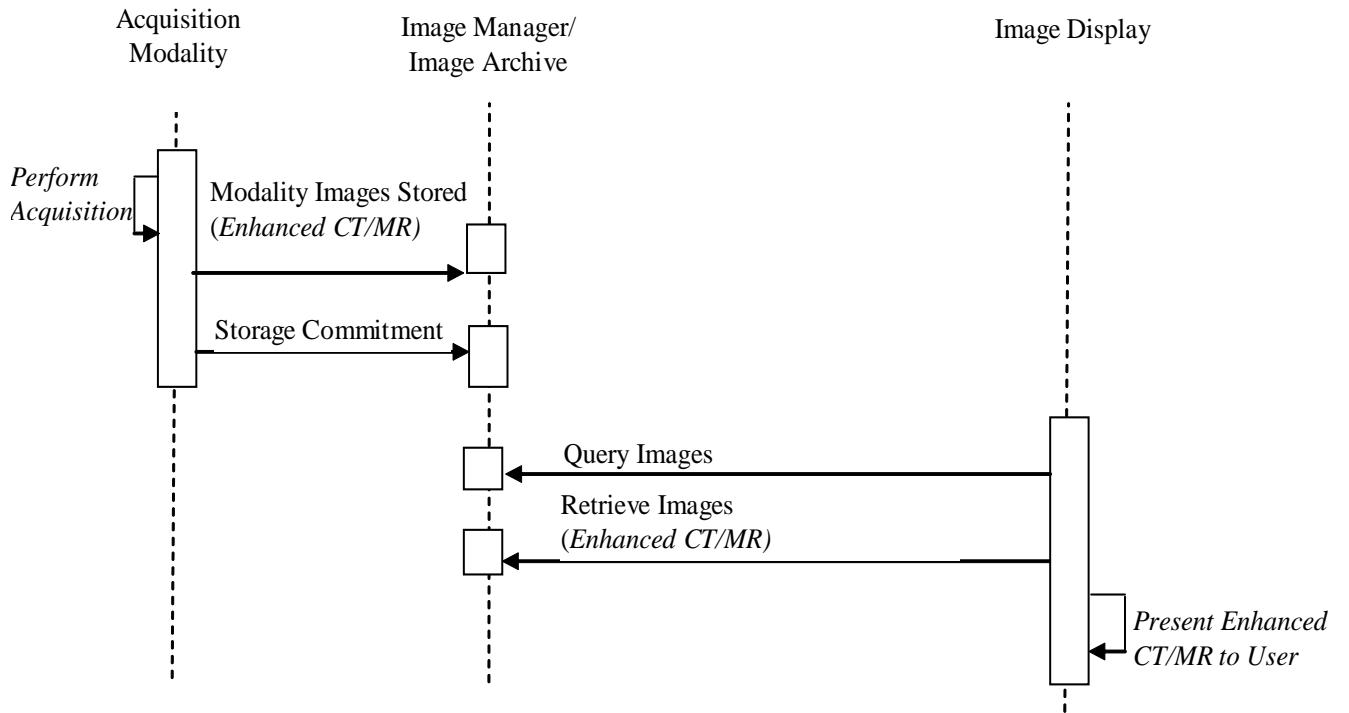 Acquisition
Modality
Image Manager/
Image Archive
Image Display
Perform
Acquisition
Modality Images Stored
(Enhanced CT/MR)
Storage Commitment
Query Images
Retrieve Images
(Enhanced CT/MR)
Present Enhanced
CT/MR to User